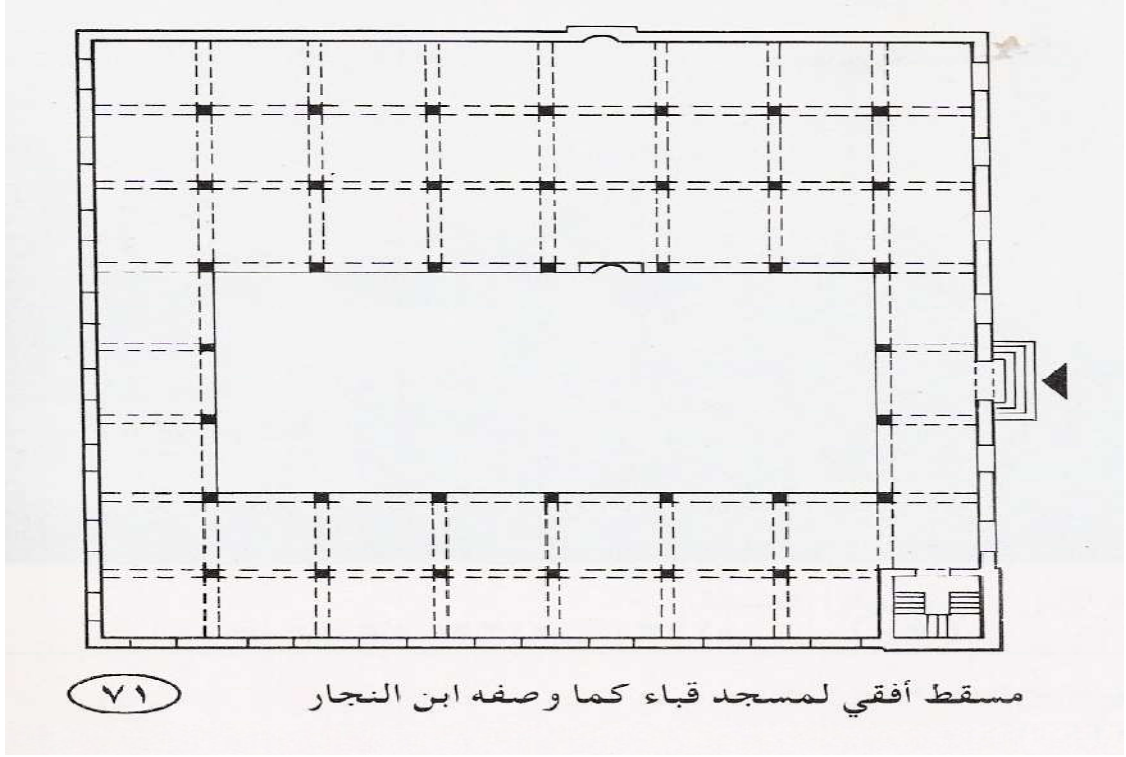 مسقط أفقي لمسجد قباء كما وصفه ابن النجار
٧١